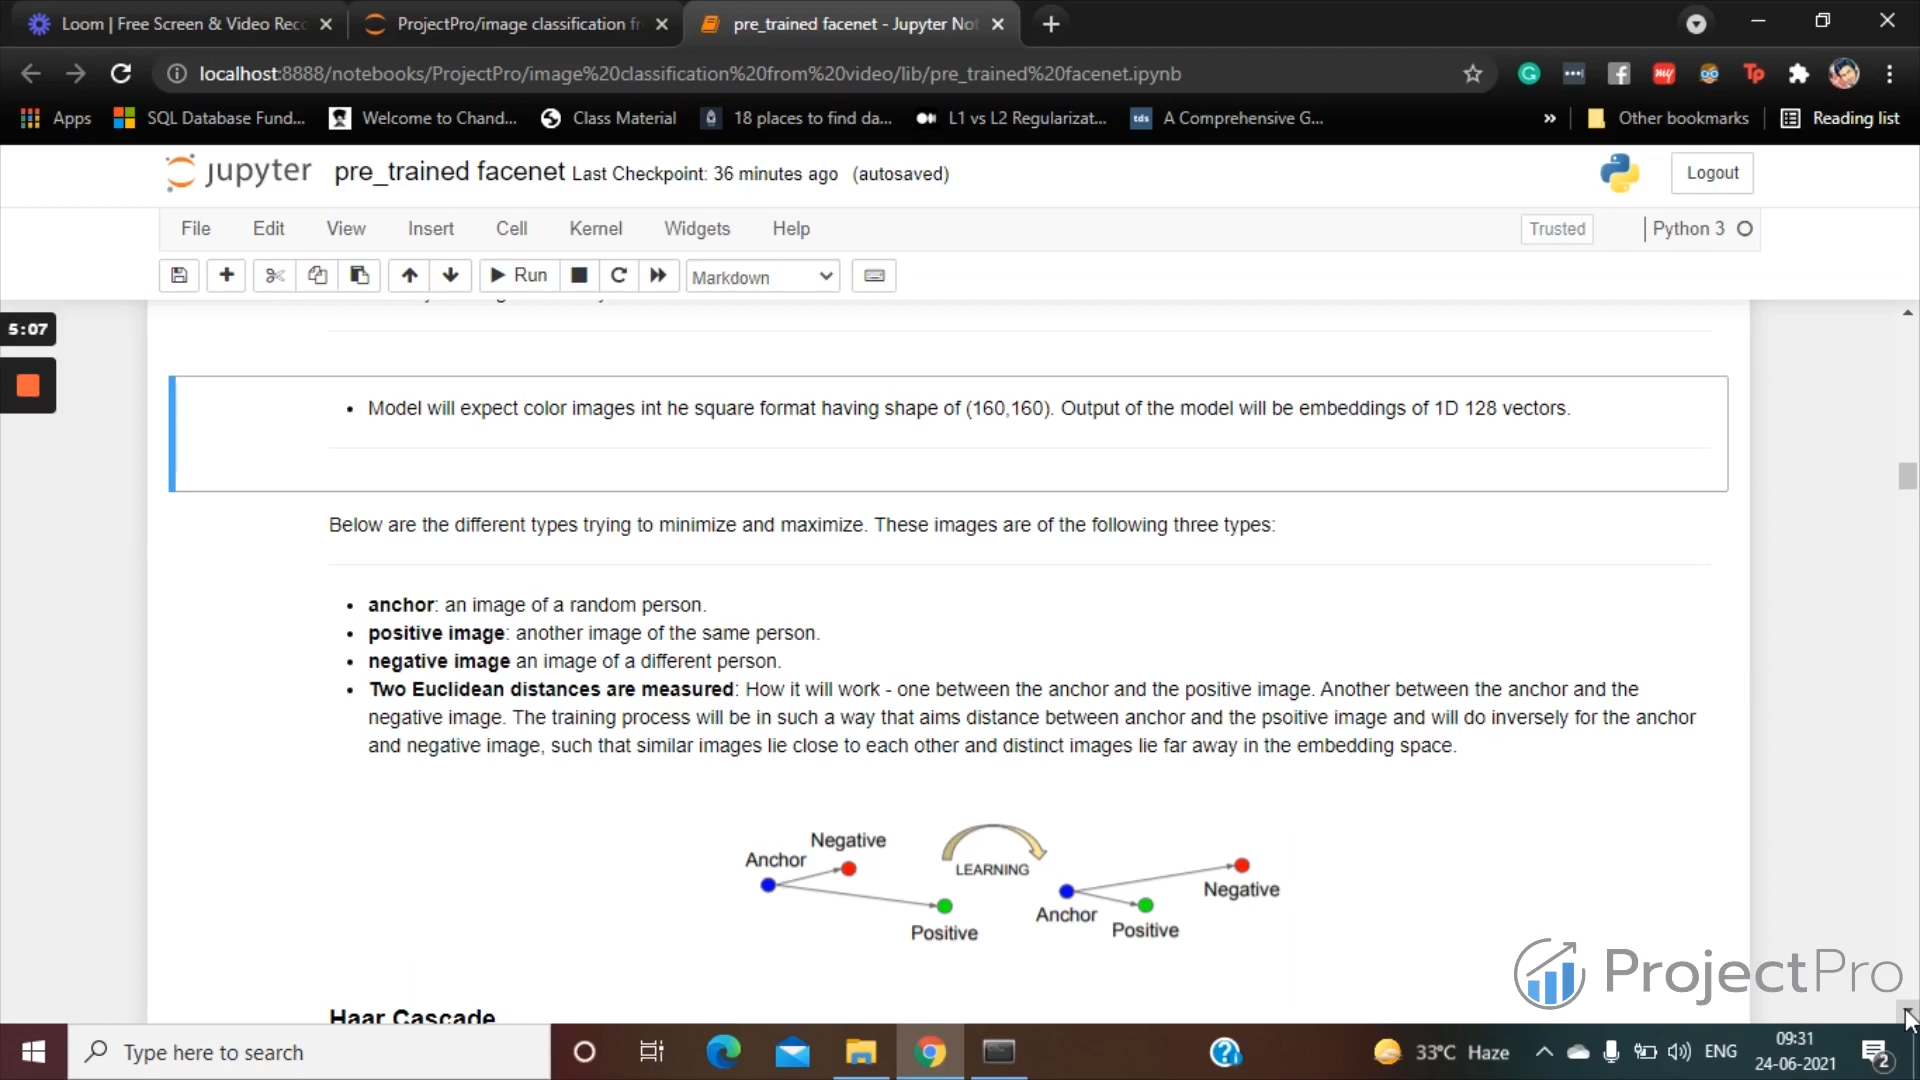 Loom | Free Screen & Video Recc
ProjectPro/image classification fr
pre_trained facenet - Jupyter Not
localhost:8888/notebooks/ProjectPro/image%20classification%20from%20video/lib/pre_trained%20facenet.ipynb
Apps
SQL Database Fund...
Welcome to Chand...
Class Material
18 places to find da...
L1 vs L2 Regularizat...
tds
A Comprehensive G...
»
Other bookmarks
Reading list
jupyter
pre_trained facenet Last Checkpoint: 36 minutes ago (autosaved)
Logout
File Edit View Insert Cell Kernel Widgets Help
Trusted
Python 3
Run
Markdown
5:07
• Model will expect color images int he square format having shape of (160,160). Output of the model will be embeddings of 1D 128 vectors.
Below are the different types trying to minimize and maximize. These images are of the following three types:
• anchor: an image of a random person.
• positive image: another image of the same person.
• negative image an image of a different person.
• Two Euclidean distances are measured: How it will work - one between the anchor and the positive image. Another between the anchor and the
negative image. The training process will be in such a way that aims distance between anchor and the psoitive image and will do inversely for the anchor
and negative image, such that similar images lie close to each other and distinct images lie far away in the embedding space.
Negative
Anchor
Positive
LEARNING
Negative
Anchor
Positive
ProjectPro
Haar Cascade
Type here to search
33°C Haze
ENG
09:31
24-06-2021
2